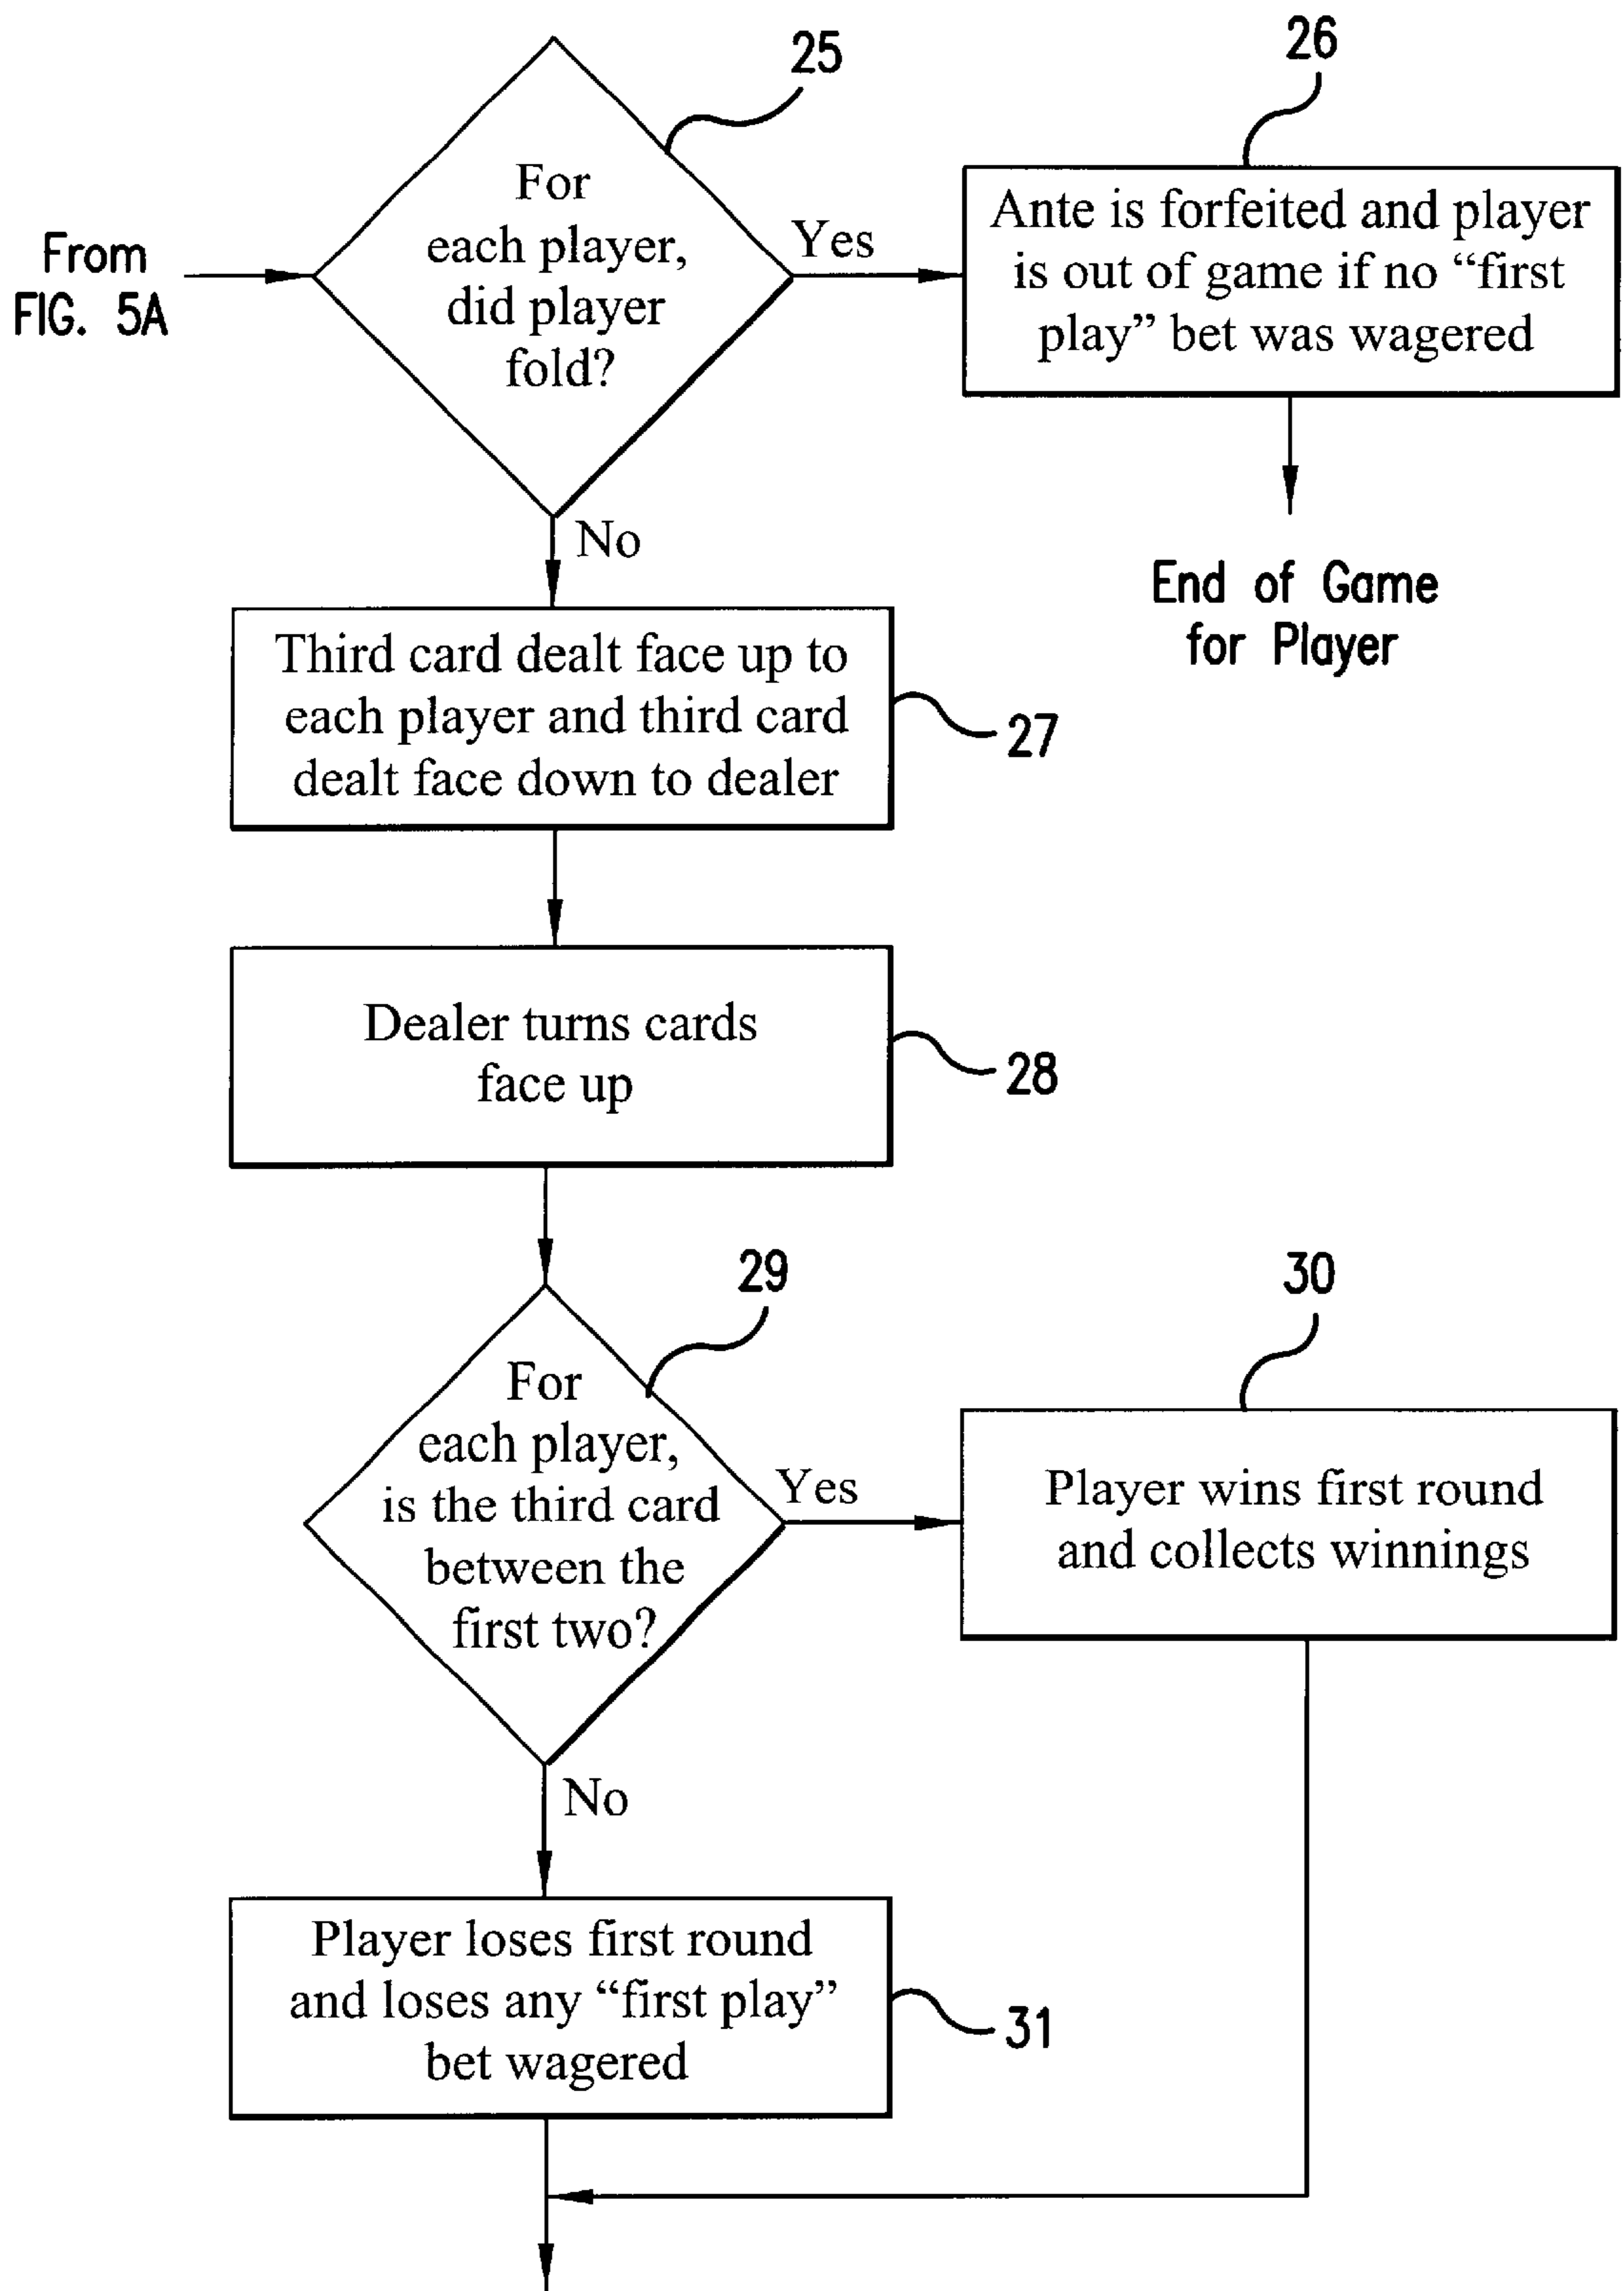 25
26
From
FIG. 5A
For
each player,
did player
fold?
Yes
Ante is forfeited and player
is out of game if no “first
play” bet was wagered
No
End of Game
for Player
Third card dealt face up to
each player and third card
dealt face down to dealer
27
Dealer turns cards
face up
28
29
30
For
each player,
is the third card
between the
first two?
Yes
Player wins first round
and collects winnings
No
Player loses first round
and loses any “first play”
bet wagered
31